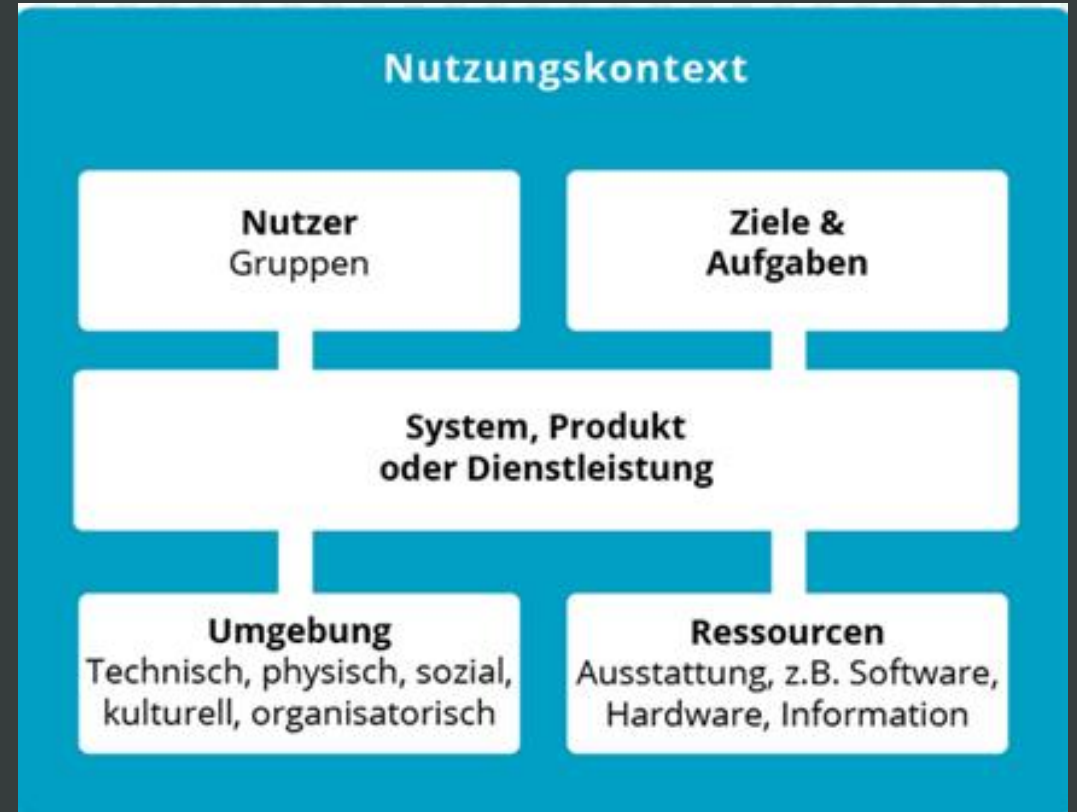 Nutzungskontext
Nutzer
Gruppen
Ziele &
Aufgaben
System, Produkt
oder Dienstleistung
Umgebung
Technisch, physisch, sozial,
kulturell, organisatorisch
Ressourcen
Ausstattung, z.B. Software,
Hardware, Information